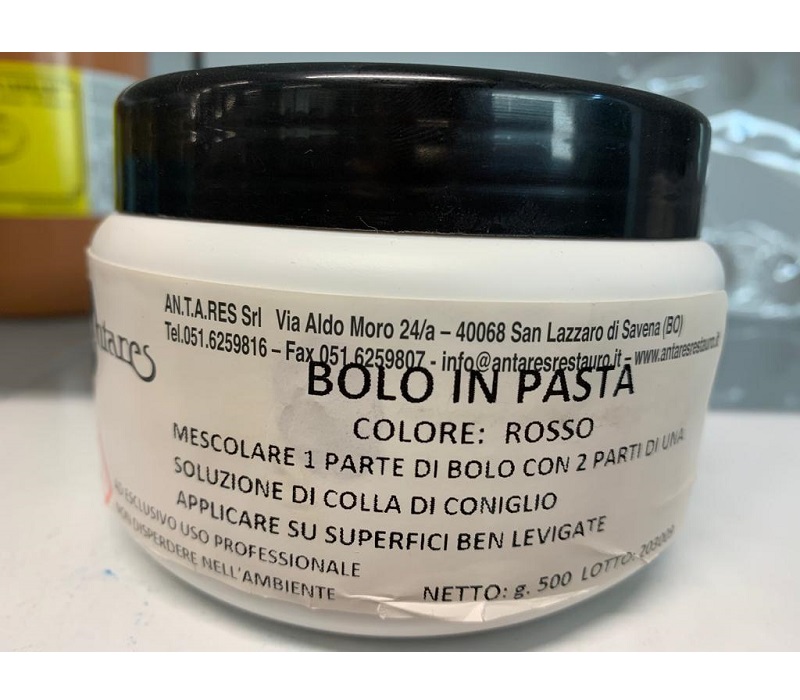 AN.T.A.RES Srl Via Aldo Moro 24/a – 40068 San Lazzaro di Savena (BO)
Tel.051.6259816 – Fax 051.6259807 - info@antaresrestauro.it – www.antaresrestauro.it
ntares
BOLO IN PASTA
COLORE: ROSSO
MESCOLARE 1 PARTE DI BOLO CON 2 PARTI DI UNA
SOLUZIONE DI COLLA DI CONIGLIO
APPLICARE SU SUPERFICI BEN LEVIGATE
AD ESCLUSIVO USO PROFESSIONALE
NON DISPERDERE NELL'AMBIENTE
NETTO: g. 500 LOTTO: